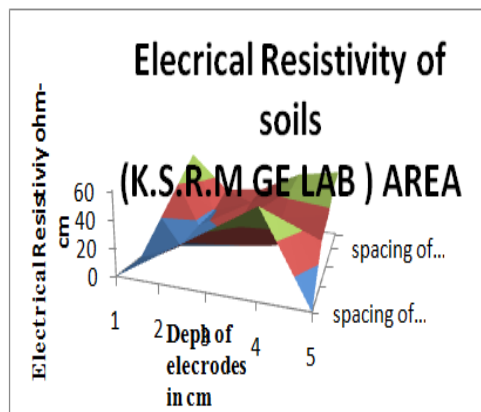 Elecrical Resistivity of
soils
(K.S.R.M GE LAB ) AREA
Electrical Resistiviy ohm-
cm
60
40
20
0
1
2
3
4
5
Deph of
elecrodes
in cm
spacing of...
spacing of...